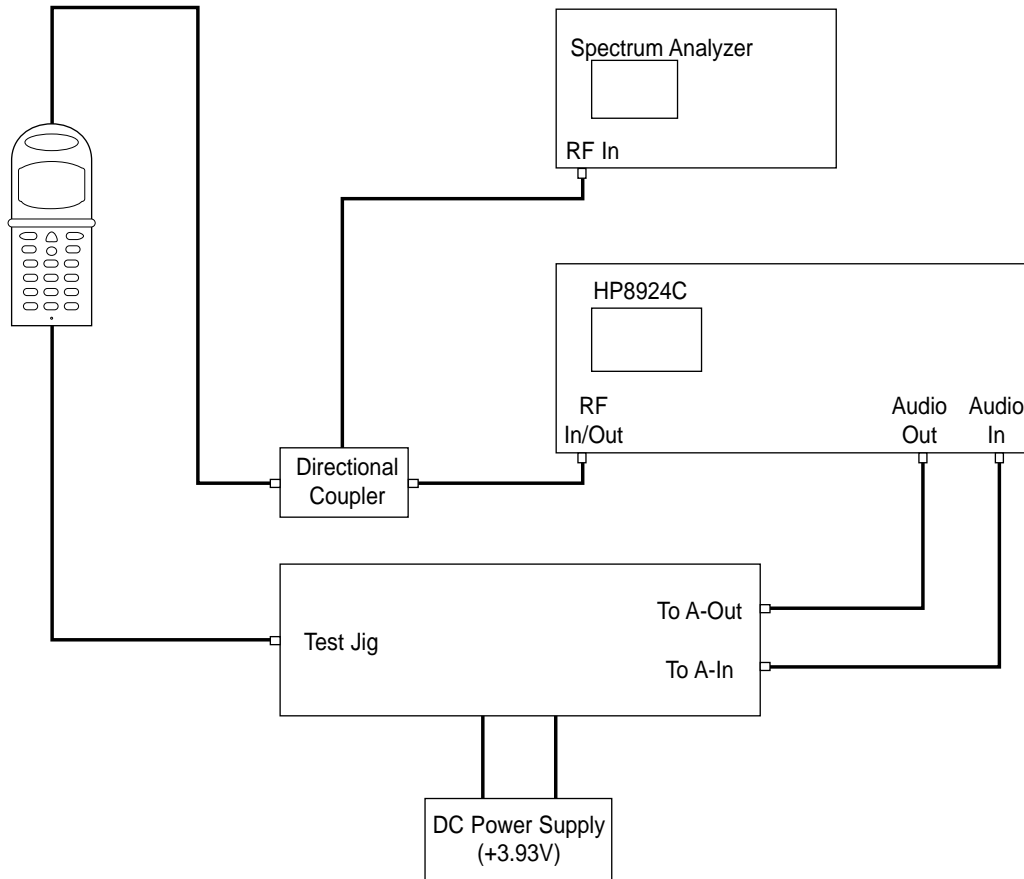 Spectrum Analyzer
RF In
HP8924C
RF
In/Out
Audio
Out
Audio
In
Directional
Coupler
To A-Out
Test Jig
To A-In
DC Power Supply
(+3.93V)